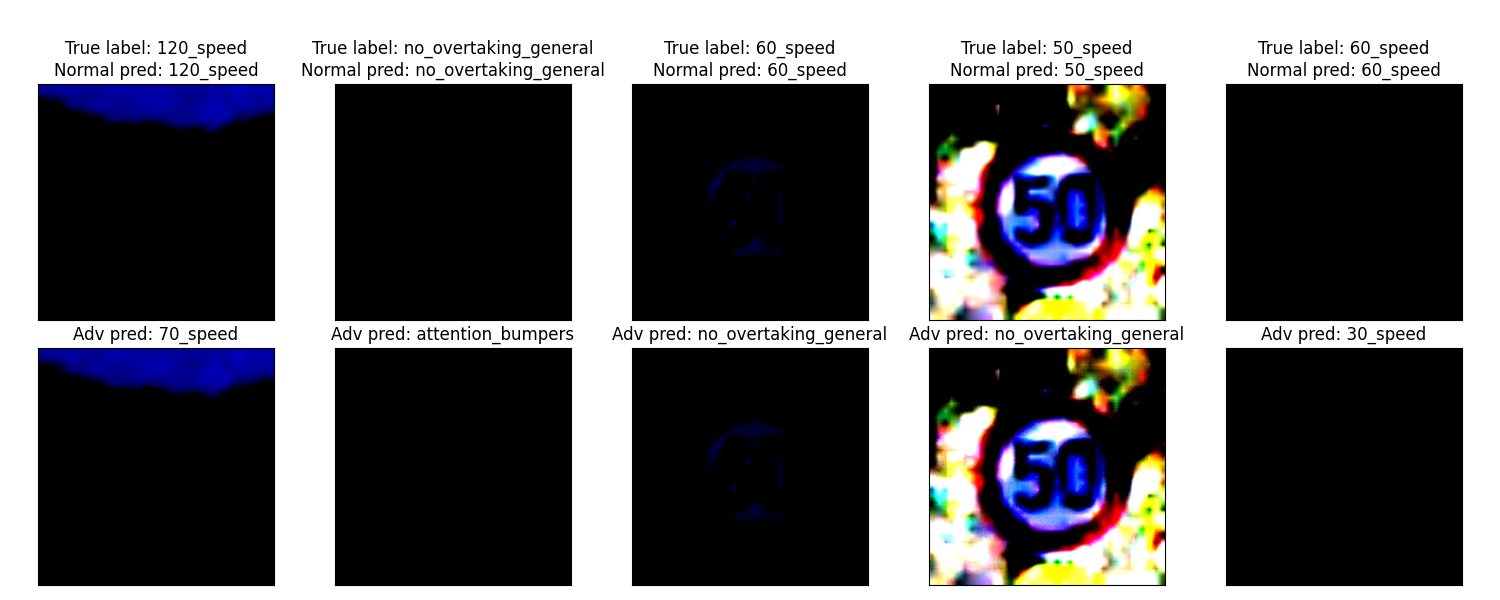 True label: 120_speed
Normal pred: 120_speed
True label: no_overtaking_general
Normal pred: no_overtaking_general
True label: 60_speed
Normal pred: 60_speed
True label: 50_speed
Normal pred: 50_speed
True label: 60_speed
Normal pred: 60_speed
50
Adv pred: 70_speed
Adv pred: attention_bumpers
Adv pred: no_overtaking_general
Adv pred: no_overtaking_general
Adv pred: 30_speed
50